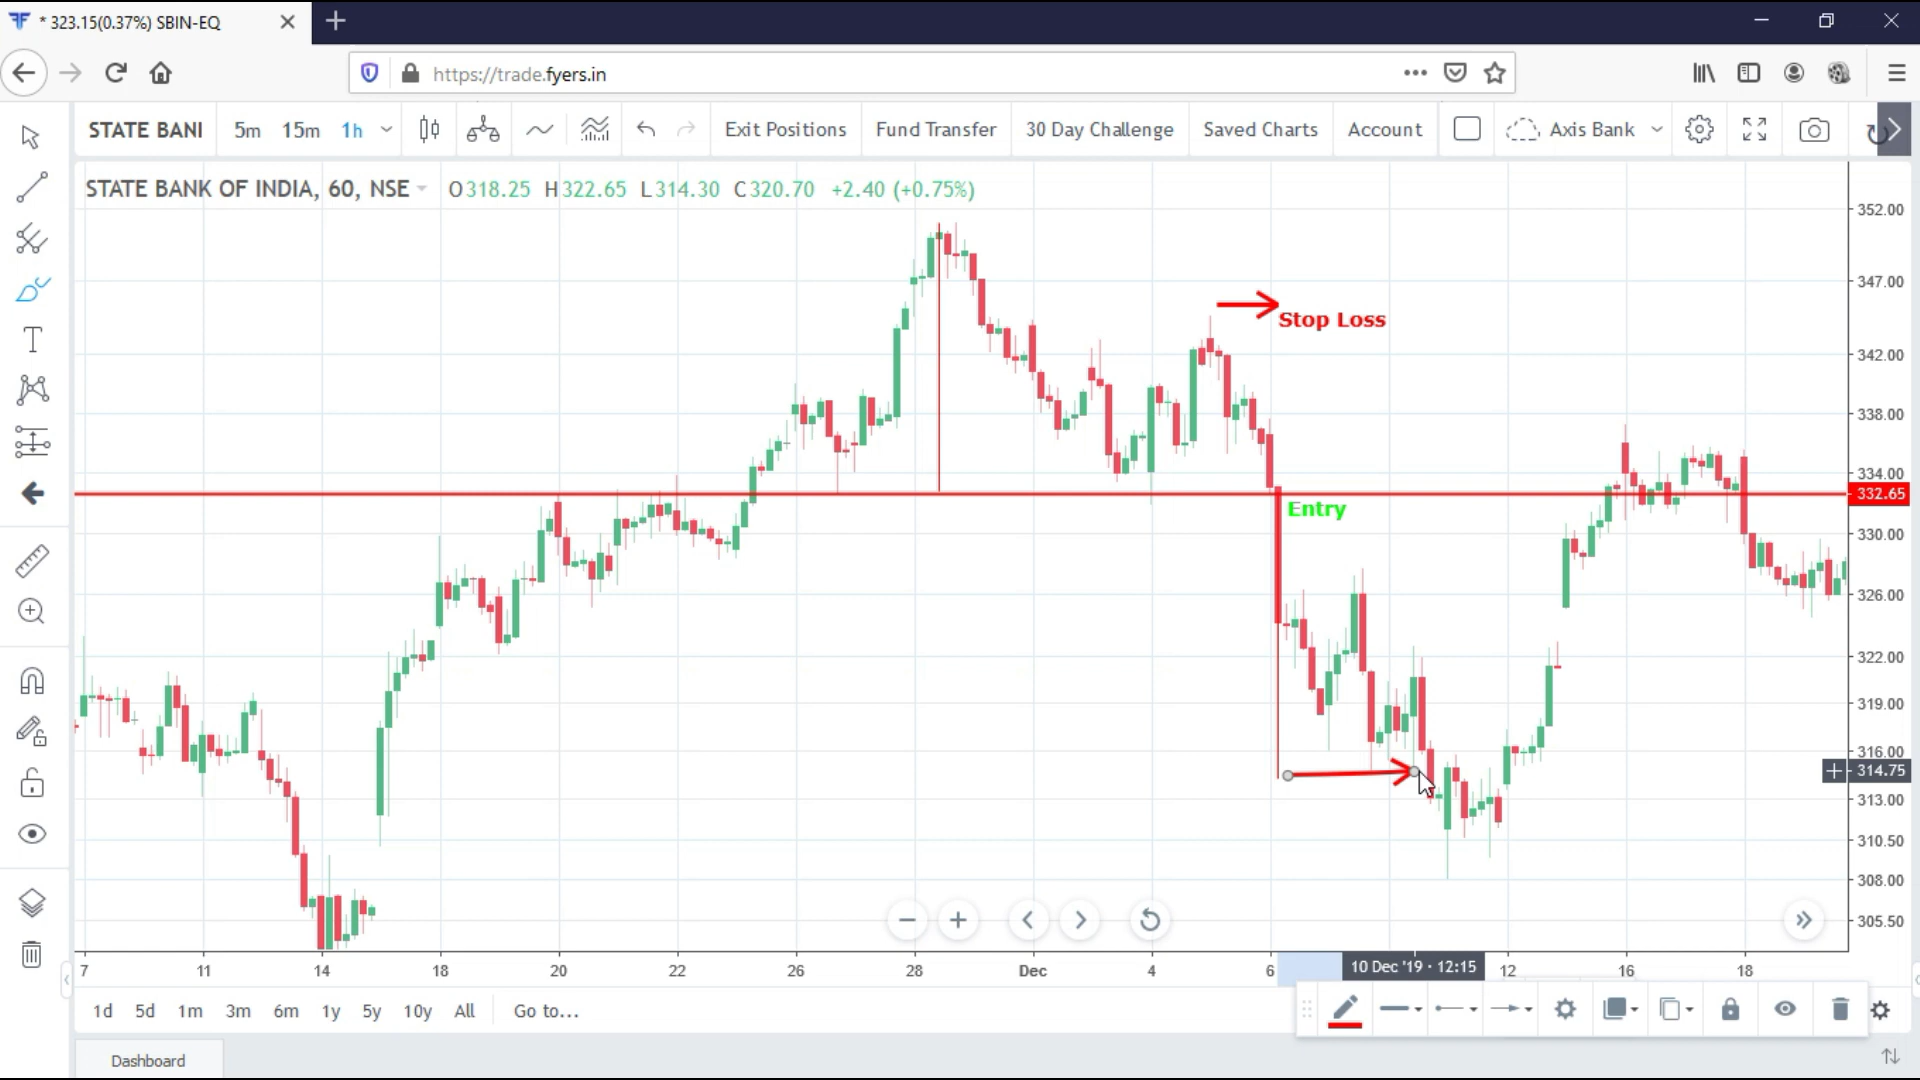 * 323.15(0.37%) SBIN-EQ
https://trade.fyers.in
STATE BANI 5m 15m 1h Exit Positions Fund Transfer 30 Day Challenge Saved Charts Account Axis Bank
STATE BANK OF INDIA, 60, NSE O318.25 H322.65 L314.30 C320.70 +2.40 (+0.75%)
352.00
347.00
Stop Loss
342.00
338.00
334.00
332.65
Entry
330.00
326.00
322.00
319.00
316.00
314.75
313.00
310.50
308.00
305.50
7 11 14 18 20 22 26 28 Dec 4 6 10 Dec '19 · 12:15 12 16 18
1d 5d 1m 3m 6m 1y 5y 10y All Go to...
Dashboard